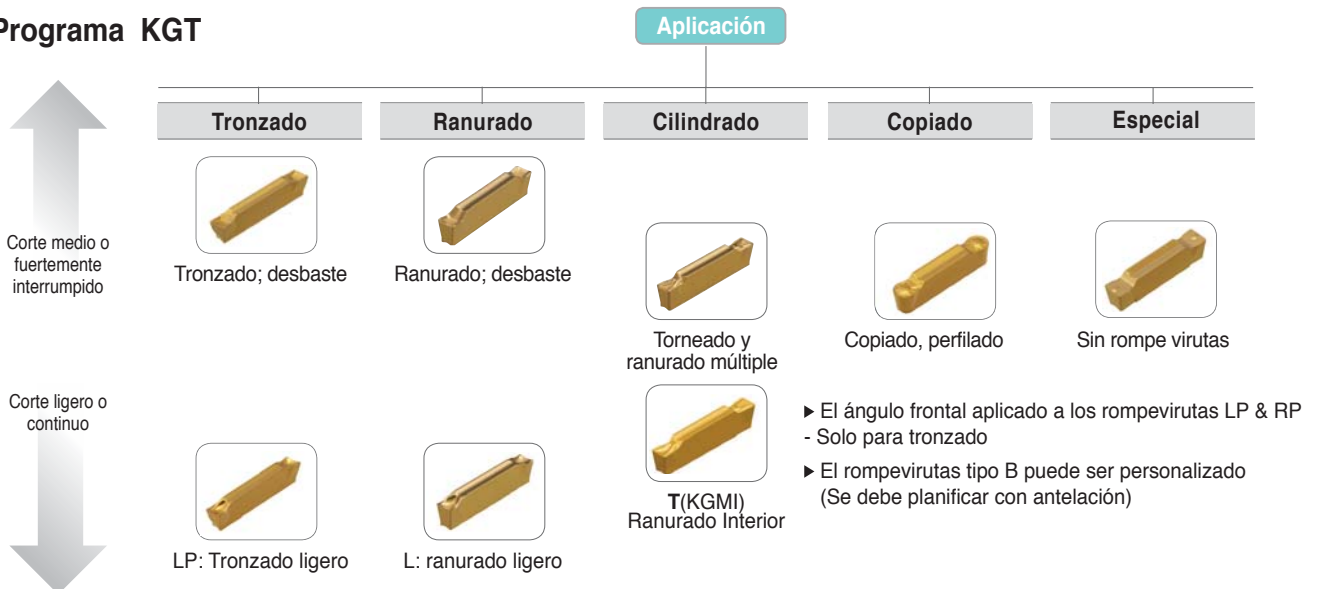 Programa KGT
Aplicación
Tronzado
Ranurado
Cilindrado
Copiado
Especial
Corte medio o
fuertemente
interrumpido
Tronzado; desbaste
Ranurado; desbaste
Torneado y
ranurado múltiple
Copiado, perfilado
Sin rompe virutas
Corte ligero o
continuo
LP: Tronzado ligero
L: ranurado ligero
T(KGMI)
Ranurado Interior
▶ El ángulo frontal aplicado a los rompevirutas LP & RP
- Solo para tronzado
▶ El rompevirutas tipo B puede ser personalizado
(Se debe planificar con antelación)